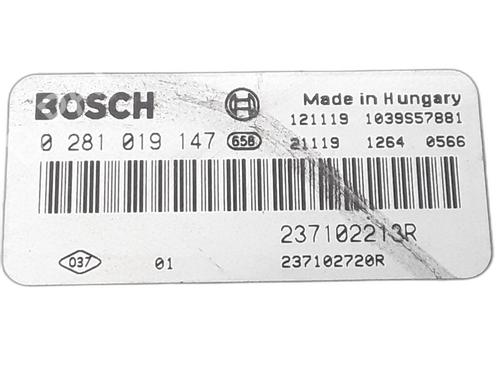 BOSCH
Made in Hungary
121119 1039S57881
0 281 019 147 658
21119 1264 0566
237102213R
037 01
237102720R